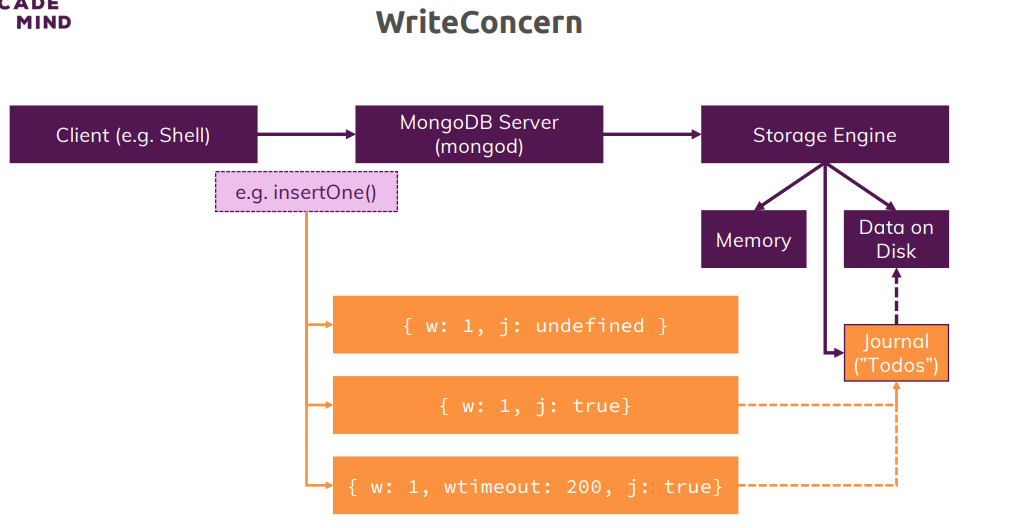 MIND
WriteConcern
Client (e.g. Shell)
MongoDB Server
(mongod)
Storage Engine
e.g. insertOne()
Memory
Data on
Disk
{ w: 1, j: undefined }
Journal
(”Todos”)
{ w: 1, j: true}
{ w: 1, wtimeout: 200, j: true}